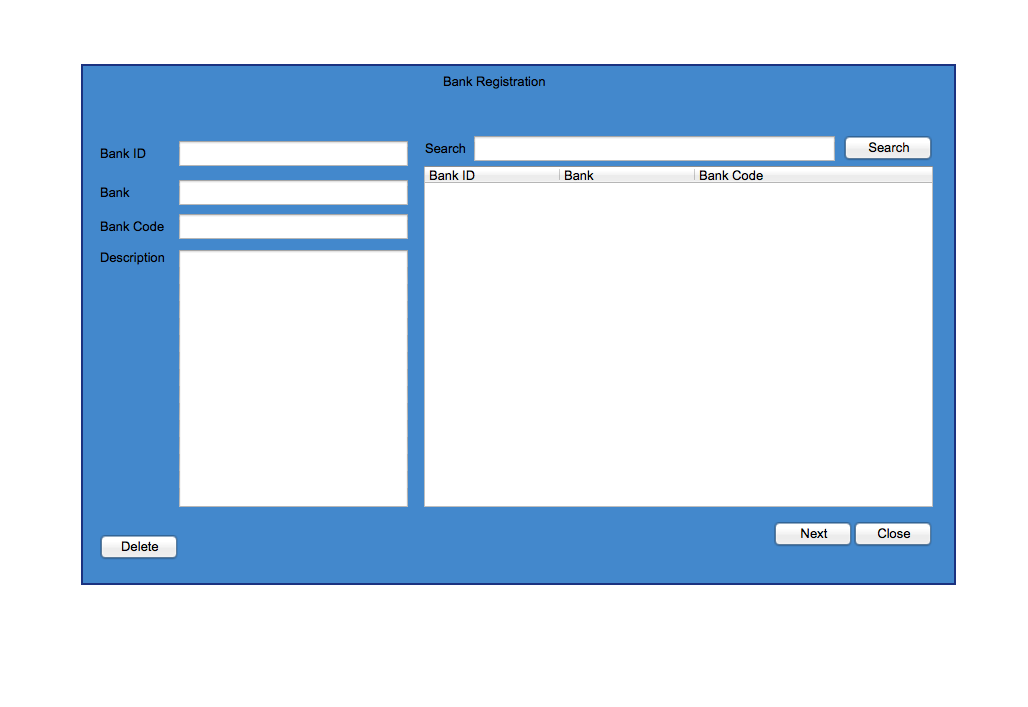 Bank Registration
Bank ID
Bank
Bank Code
Description
Search Search
Bank ID Bank Bank Code
Delete
Next Close